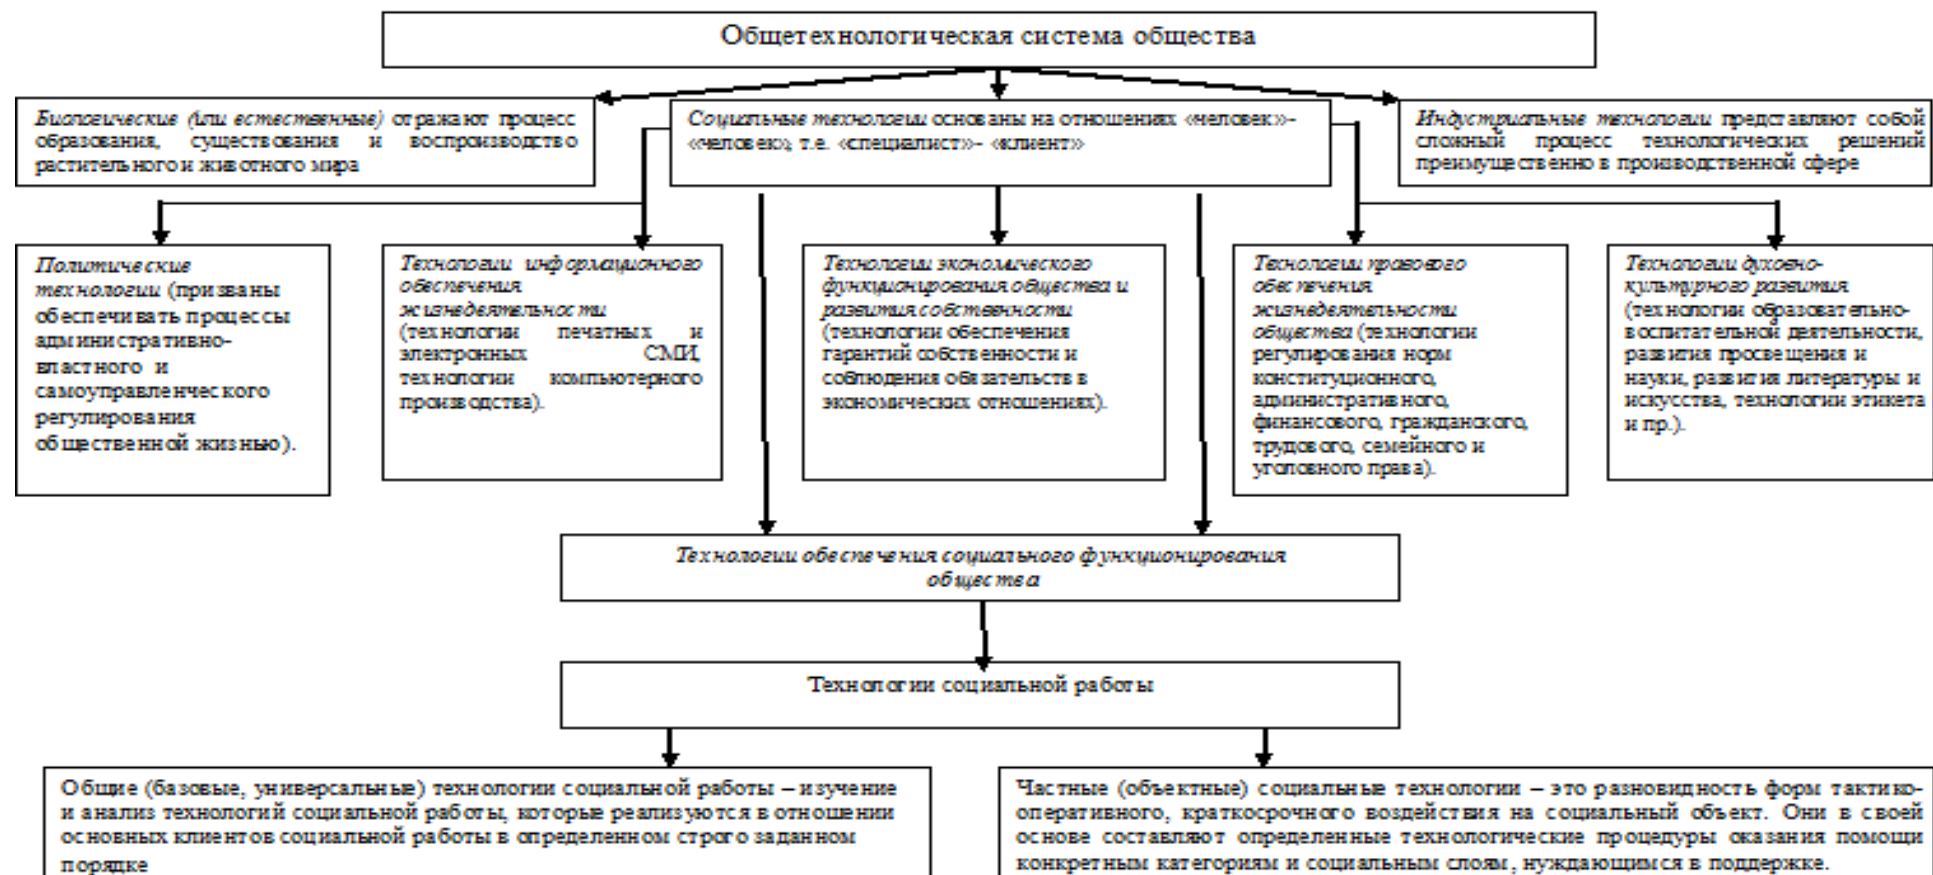 Общетехнологическая система общества
Биологические (или естественные) отражают процесс
образования, существования и воспроизводство
растительного и животного мира
Социальные технологии основаны на отношениях «человек»-
«человек», т.е. «специалист»- «клиент»
Индустриальные технологии представляют собой
сложный процесс технологических решений
преимущественно в производственной сфере
Политические
технологии (призваны
обеспечивать процессы
административно-
властного и
самоуправленческого
регулирования
общественной жизнью).
Технологии информационного
обеспечения
жизнедеятельности
(технологии печатных и
электронных СМИ,
технологии компьютерного
производства).
Технологии экономического
функционирования общества и
развития собственности
(технологии обеспечения
гарантий собственности и
соблюдения обязательств в
экономических отношениях).
Технологии правового
обеспечения
жизнедеятельности
общества (технологии
регулирования норм
конституционного,
административного,
финансового, гражданского,
трудового, семейного и
уголовного права).
Технологии духовно-
культурного развития
(технологии образовательно-
воспитательной деятельности,
развития просвещения и
науки, развития литературы и
искусства, технологии этикета
и пр.).
Технологии обеспечения социального функционирования
общества
Технологии социальной работы
Общие (базовые, универсальные) технологии социальной работы – изучение
и анализ технологий социальной работы, которые реализуются в отношении
основных клиентов социальной работы в определенном строго заданном
порядке
Частные (объектные) социальные технологии – это разновидность форм тактико-
оперативного, краткосрочного воздействия на социальный объект. Они в своей
основе составляют определенные технологические процедуры оказания помощи
конкретным категориям и социальным слоям, нуждающимся в поддержке.